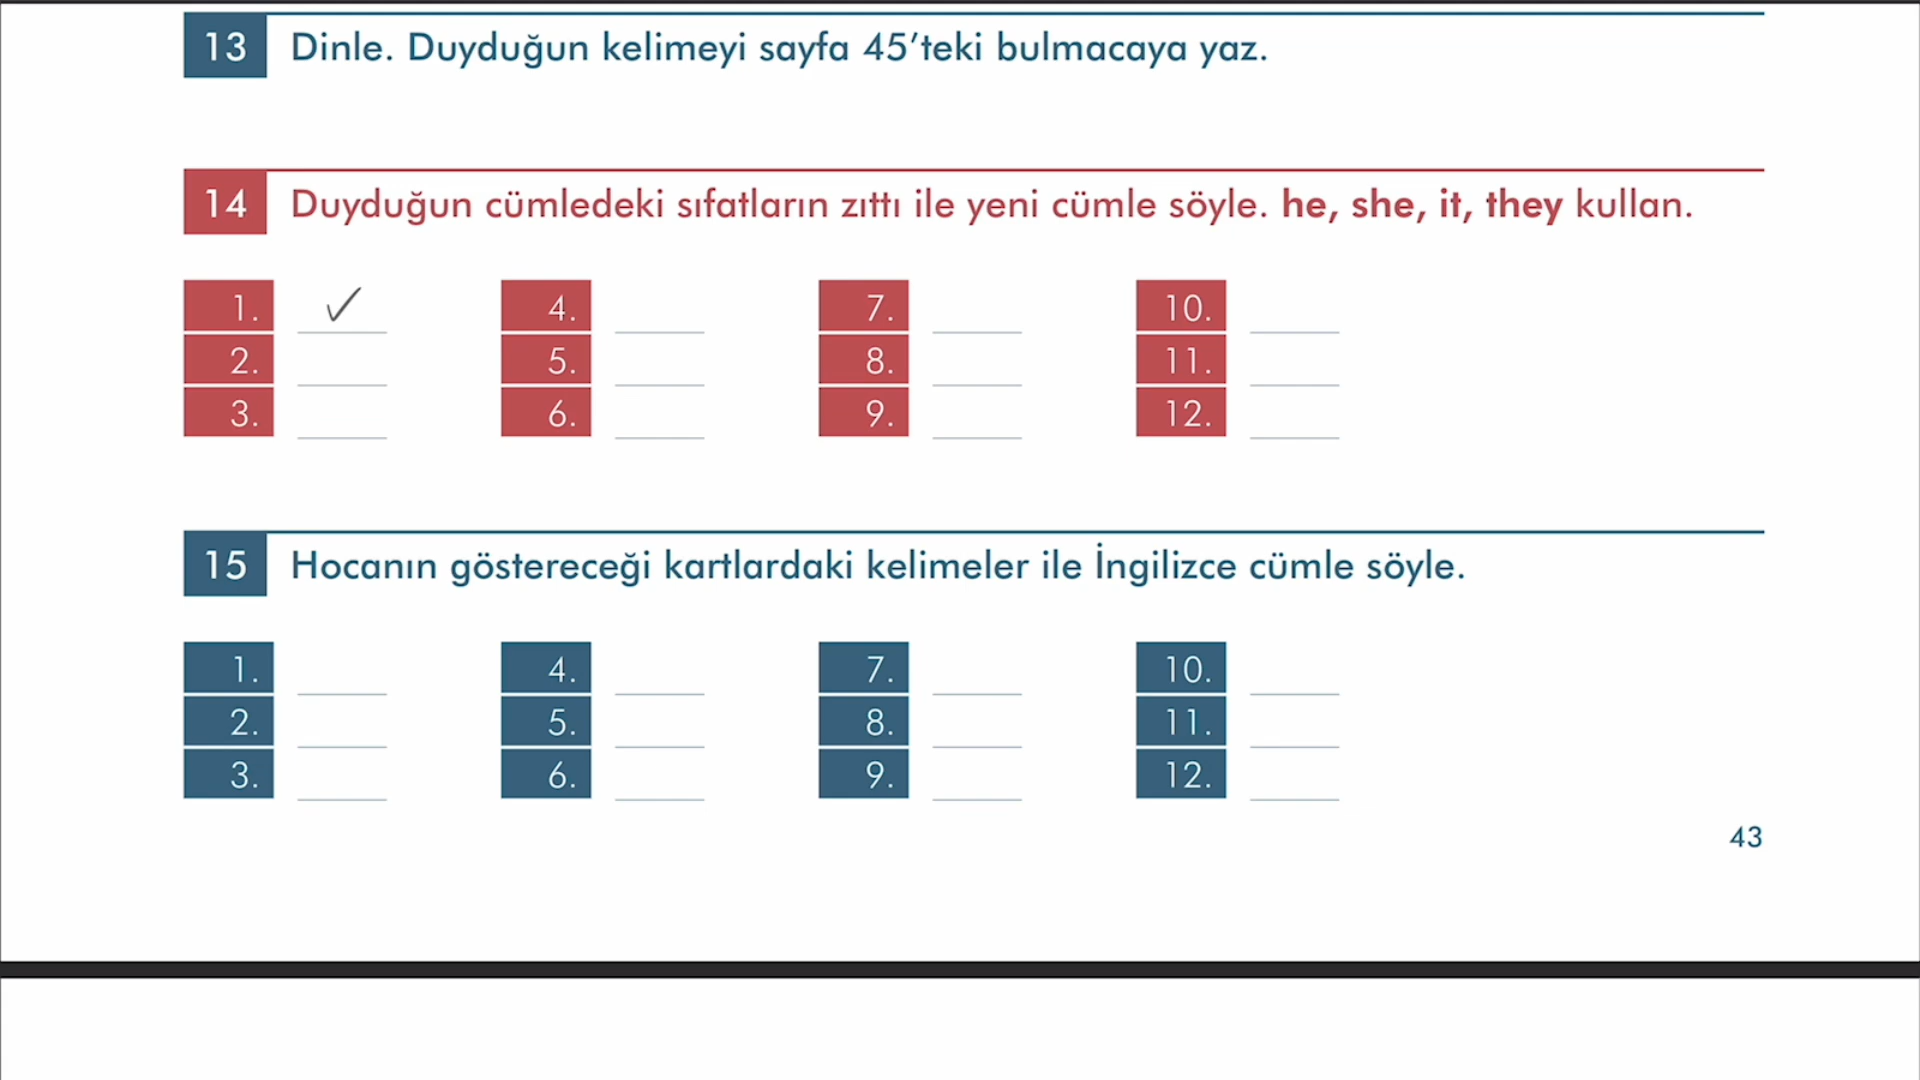 13 Dinle. Duyduğun kelimeyi sayfa 45’teki bulmacaya yaz.
14 Duyduğun cümledeki sıfatların zıttı ile yeni cümle söyle. he, she, it, they kullan.
1. 4. 7. 10.
2. 5. 8. 11.
3. 6. 9. 12.
15 Hocanın göstereceği kartlardaki kelimeler ile İngilizce cümle söyle.
1. 4. 7. 10.
2. 5. 8. 11.
3. 6. 9. 12.
43